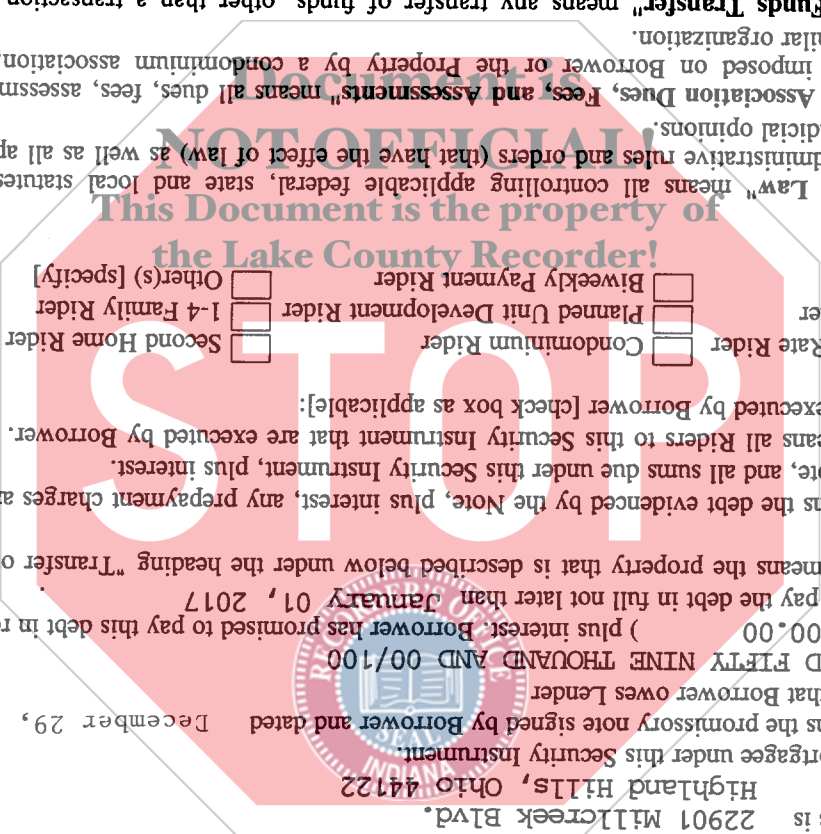 s is 22901 Millcreek Blvd.
Highland Hills, Ohio 44122
ortgagee under this Security Instrument.
ns the promissory note signed by Borrower and dated December 29,
hat Borrower owes Lender
D FIFTY NINE THOUAND AND 00/100
00.00 ) plus interest. Borrower has promised to pay this debt in re
pay the debt in full not later than January 01, 2017 .
means the property that is described below under the heading "Transfer o
ns the debt evidenced by the Note, plus interest, any prepayment charges an
ote, and all sums due under this Security Instrument, plus interest.
eans all Riders to this Security Instrument that are executed by Borrower.
executed by Borrower [check box as applicable]:
Rate Rider Condominium Rider Second Home Rider
er Planned Unit Development Rider 1-4 Family Rider
Biweekly Payment Rider Other(s) [specify]
Law" means all controlling applicable federal, state and local statutes
dministrative rules and orders (that have the effect of law) as well as all ap
dicial opinions.
Association Dues, Fees, and Assessments" means all dues, fees, assessm
imposed on Borrower or the Property by a condominium association,
ilar organization.
Funds Transfer" means any transfer of funds, other than a transaction
Document is
NOT OFFICIAL!
This Document is the property of
the Lake County Recorder!
STOP
SEAL
INDIANA